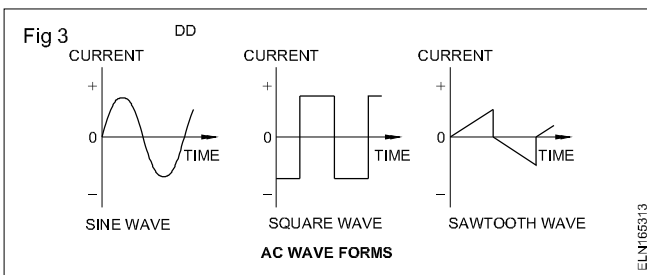 Fig 3
DD
CURRENT
+
0
TIME
–
SINE WAVE
CURRENT
+
0
TIME
–
SQUARE WAVE
CURRENT
+
0
TIME
–
SAWTOOTH WAVE
AC WAVE FORMS
ELN165313